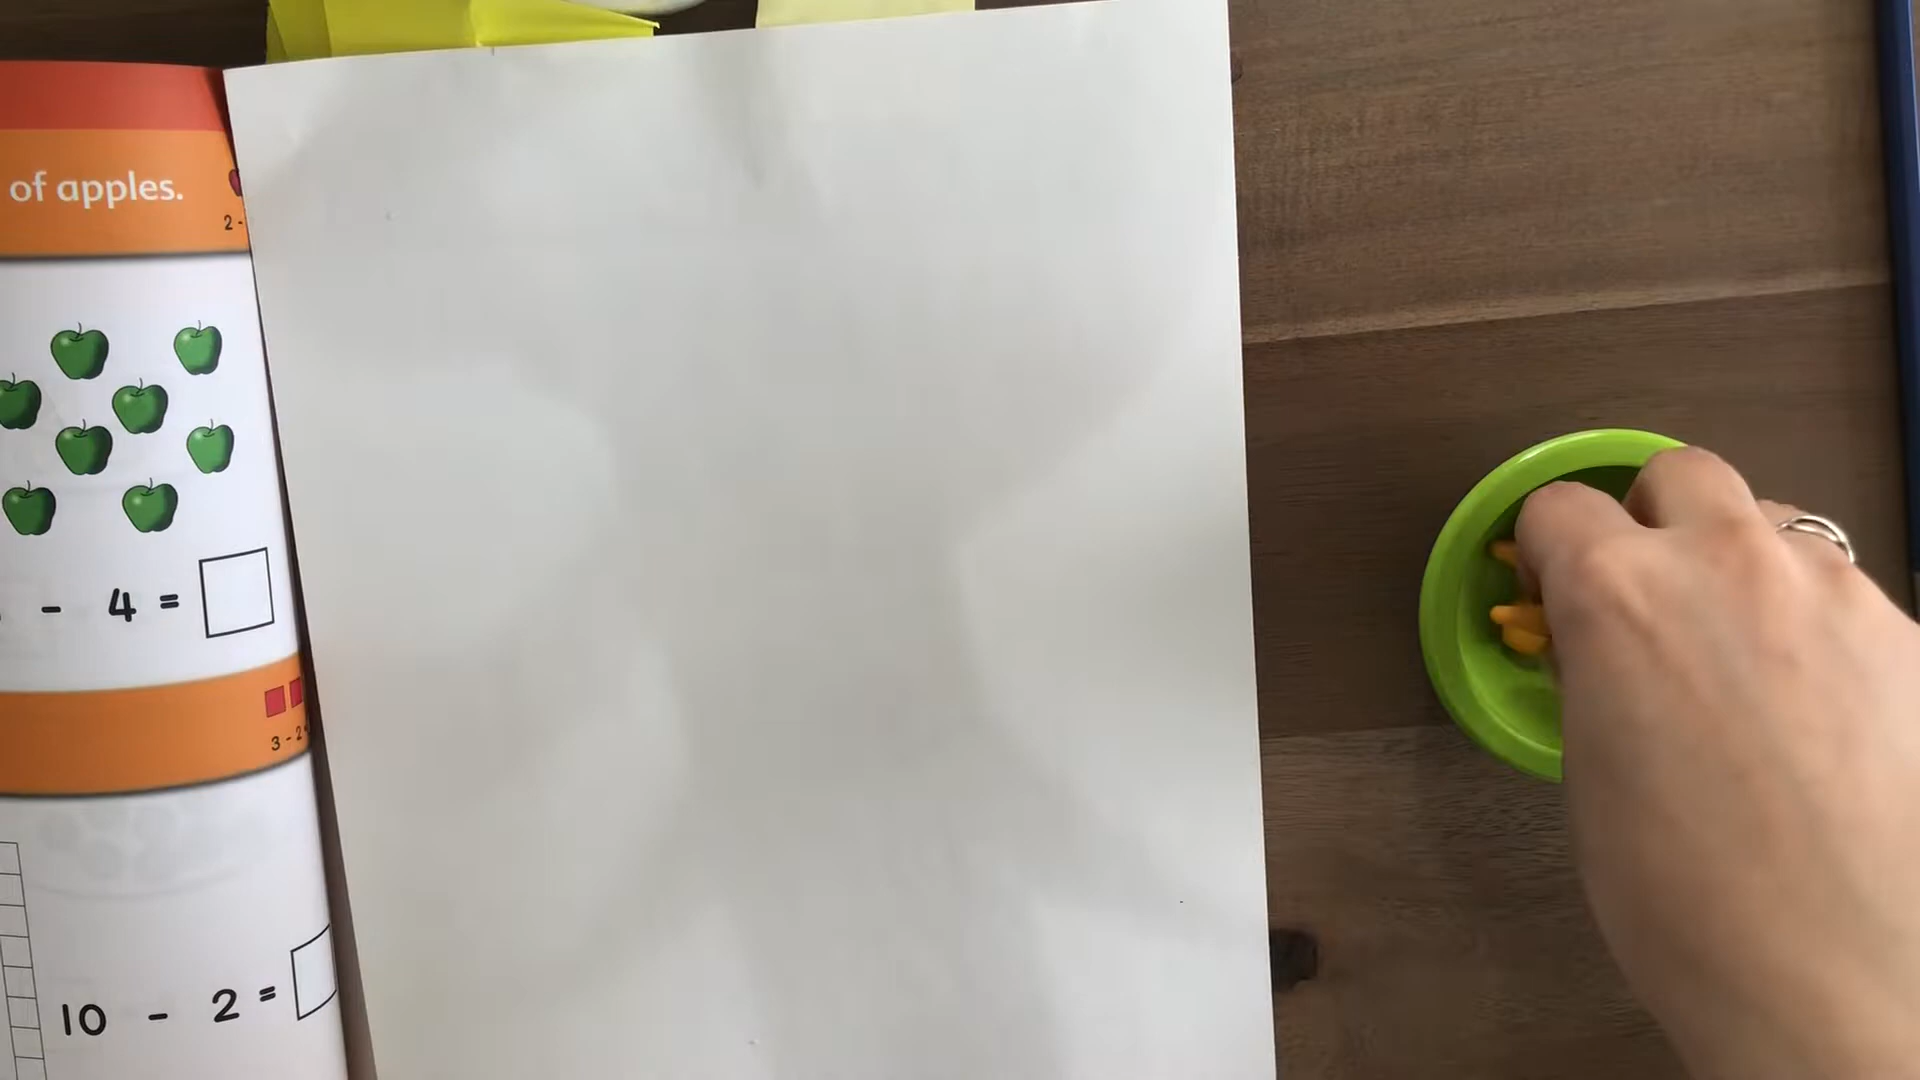 of apples.
2 -
- 4 =
3 - 2
10 - 2 =